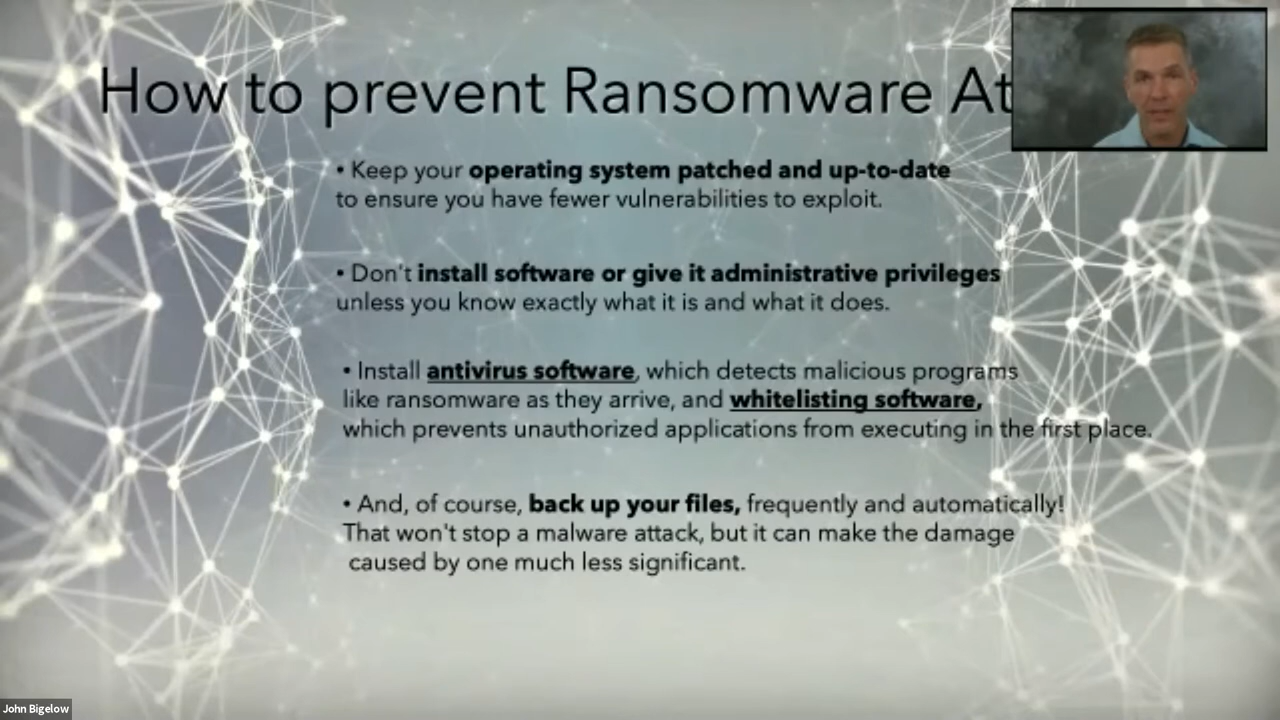 How to prevent Ransomware At
• Keep your operating system patched and up-to-date
to ensure you have fewer vulnerabilities to exploit.
• Don't install software or give it administrative privileges
unless you know exactly what it is and what it does.
• Install antivirus software, which detects malicious programs
like ransomware as they arrive, and whitelisting software,
which prevents unauthorized applications from executing in the first place.
• And, of course, back up your files, frequently and automatically!
That won't stop a malware attack, but it can make the damage
caused by one much less significant.
John Bigelow